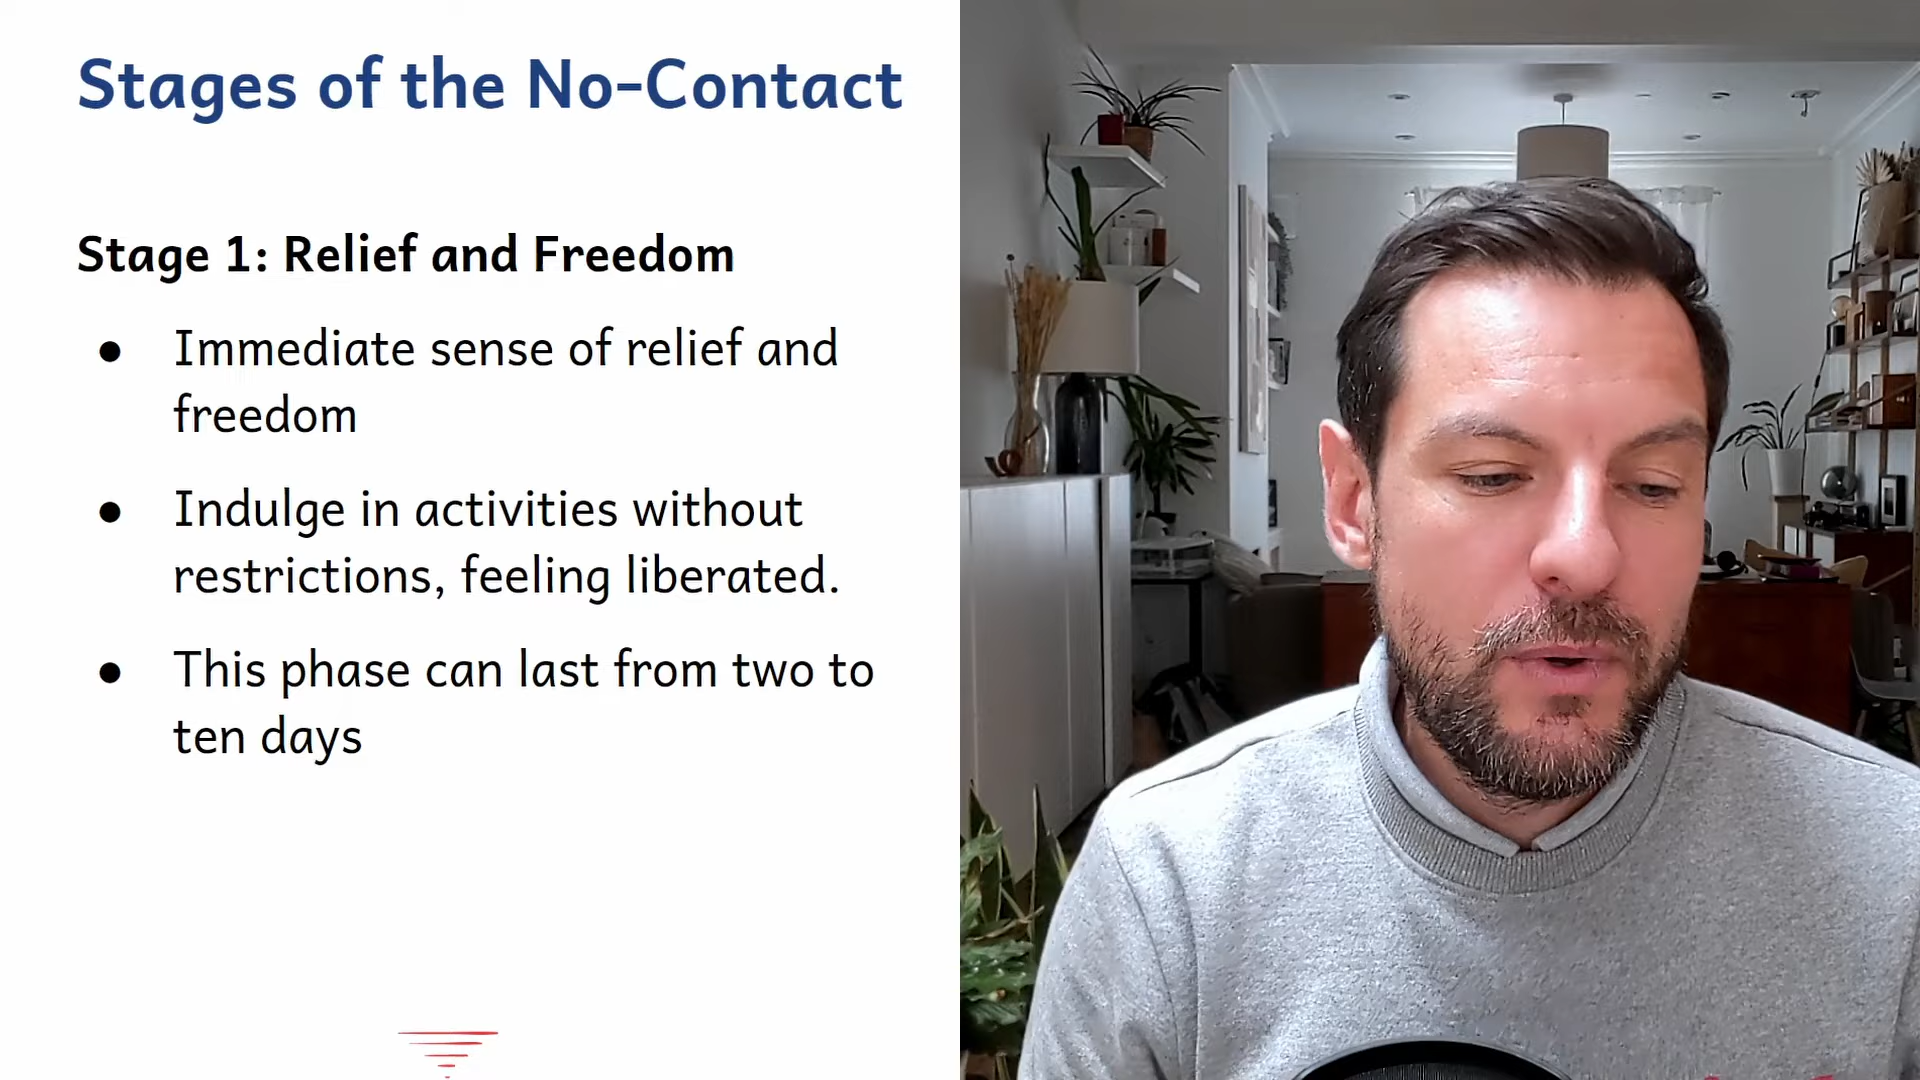 Stages of the No-Contact
Stage 1: Relief and Freedom
● Immediate sense of relief and
freedom
● Indulge in activities without
restrictions, feeling liberated.
● This phase can last from two to
ten days